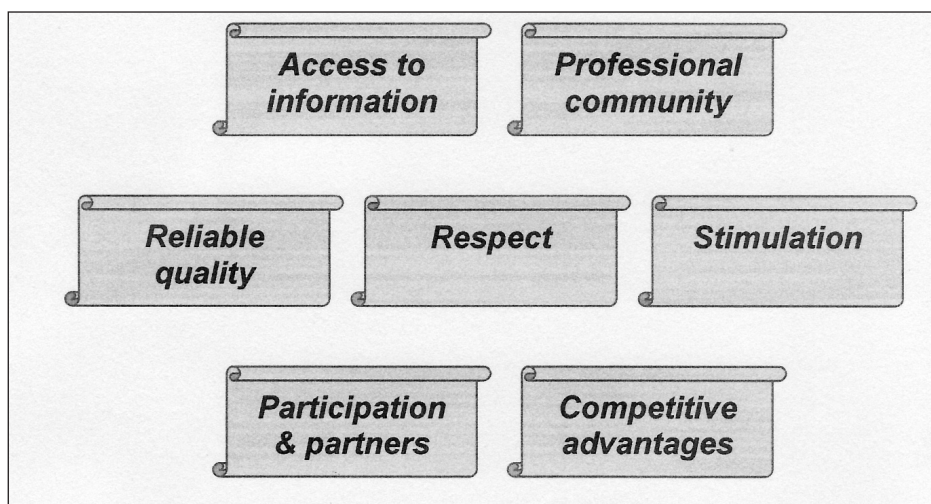 Access to
information
Professional
community
Reliable
quality
Respect
Stimulation
Participation
& partners
Competitive
advantages